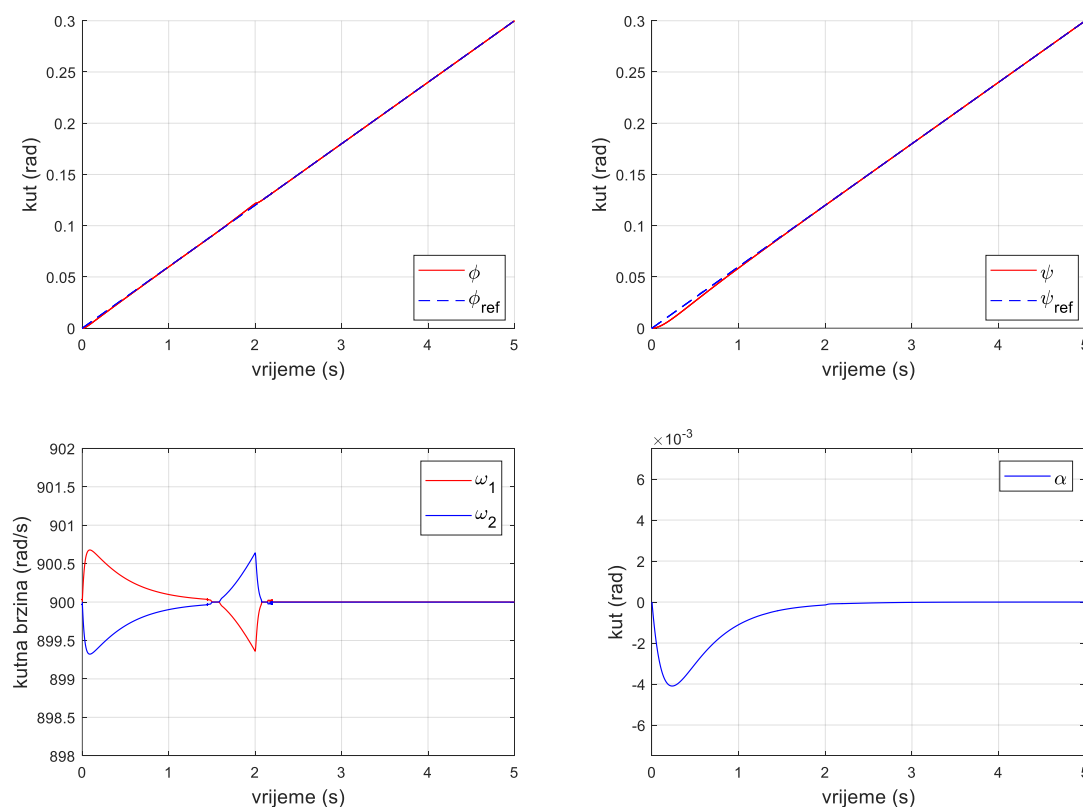 0.3
0.25
0.2
0.15
0.1
0.05
0
kut (rad)
0 1 2 3 4 5
vrijeme (s)
ϕ
ϕref
0.3
0.25
0.2
0.15
0.1
0.05
0
kut (rad)
0 1 2 3 4 5
vrijeme (s)
ψ
ψref
902
901.5
901
900.5
900
899.5
899
898.5
898
kutna brzina (rad/s)
0 1 2 3 4 5
vrijeme (s)
ω1
ω2
×10-3
6
4
2
0
-2
-4
-6
kut (rad)
0 1 2 3 4 5
vrijeme (s)
α